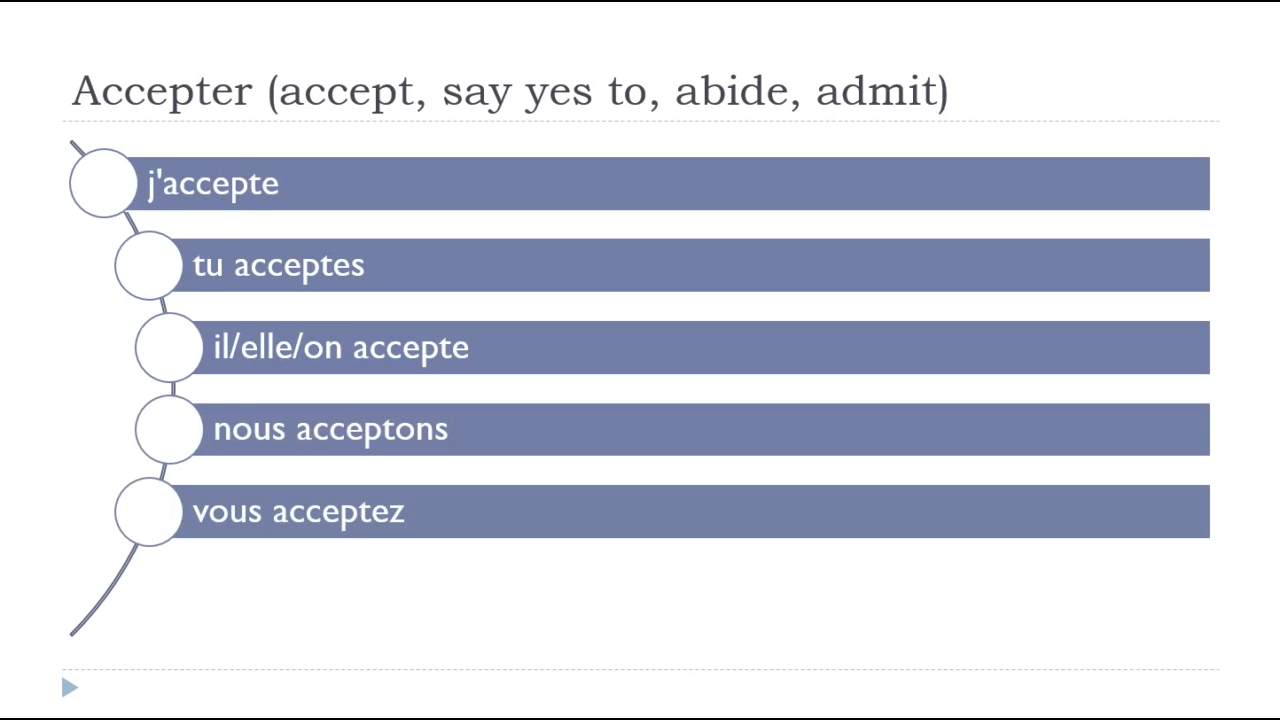 Accepter (accept, say yes to, abide, admit)
j'accepte
tu acceptes
il/elle/on accepte
nous acceptons
vous acceptez